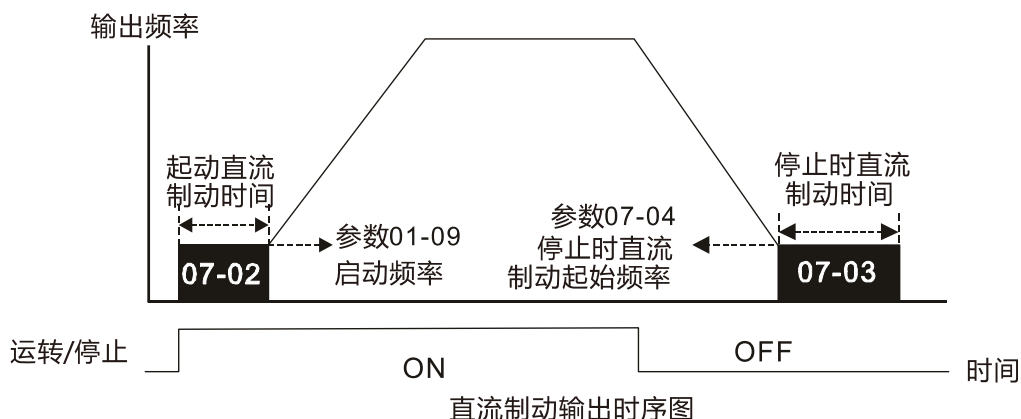 输出频率
起动直流
制动时间
07-02
参数01-09
启动频率
参数07-04
停止时直流
制动起始频率
停止时直流
制动时间
07-03
运转/停止
ON
OFF
时间
直流制动输出时序图